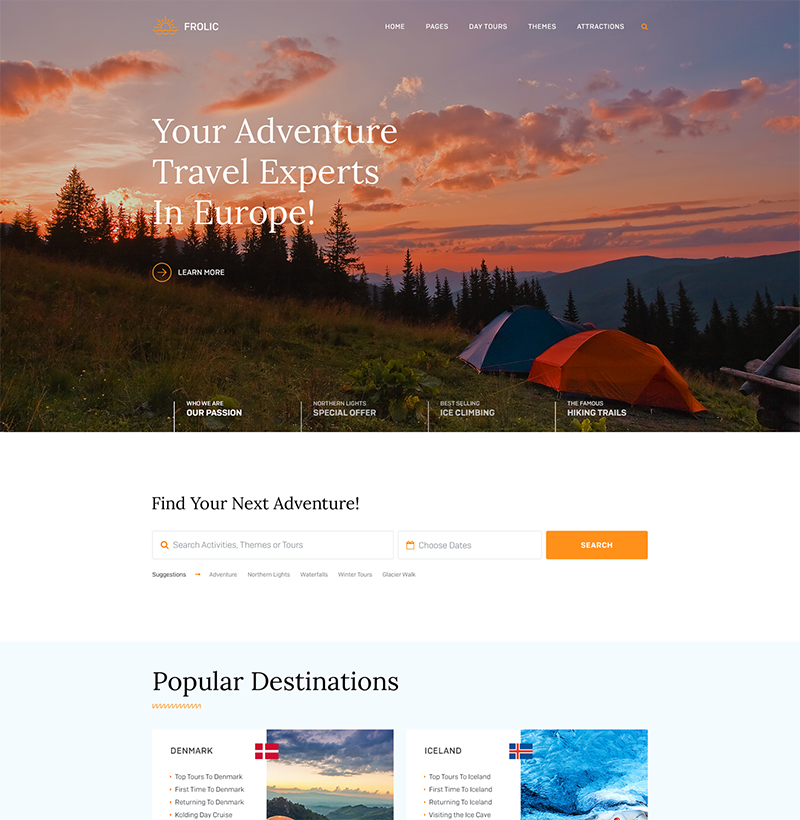 FROLIC
HOME PAGES DAY TOURS THEMES ATTRACTIONS
Your Adventure
Travel Experts
In Europe!
LEARN MORE
WHO WE ARE
OUR PASSION
NORTHERN LIGHTS
SPECIAL OFFER
BEST SELLING
ICE CLIMBING
THE FAMOUS
HIKING TRAILS
Find Your Next Adventure!
Search Activities, Themes or Tours
Choose Dates
SEARCH
Suggestions Adventure Northern Lights Waterfalls Winter Tours Glacier Walk
Popular Destinations
DENMARK
Top Tours To Denmark
First Time To Denmark
Returning To Denmark
Kolding Day Cruise
ICELAND
Top Tours To Iceland
First Time To Iceland
Returning To Iceland
Visiting the Ice Cave